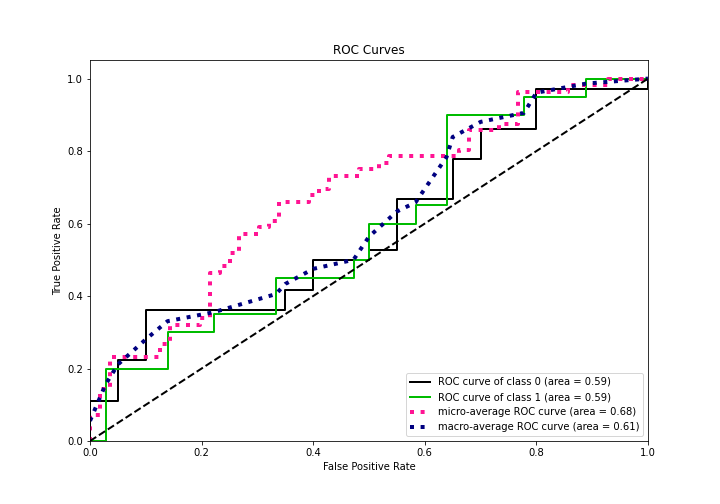 ROC Curves
True Positive Rate
1.0
0.8
0.6
0.4
0.2
0.0
ROC curve of class 0 (area = 0.59)
ROC curve of class 1 (area = 0.59)
micro-average ROC curve (area = 0.68)
macro-average ROC curve (area = 0.61)
0.0 0.2 0.4 0.6 0.8 1.0
False Positive Rate